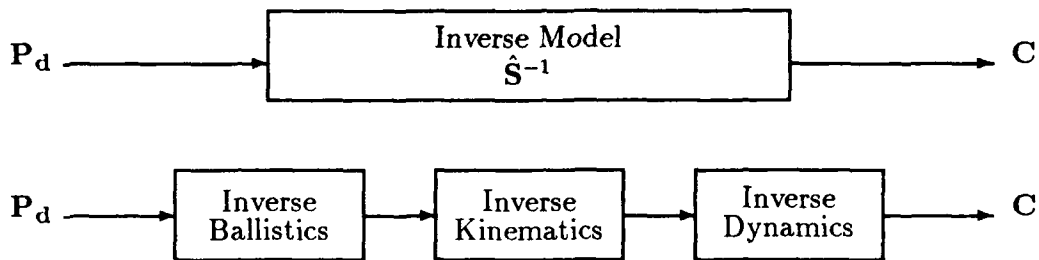 P_d Inverse Model C
Ŝ⁻¹
P_d Inverse Inverse Inverse C
Ballistics Kinematics Dynamics